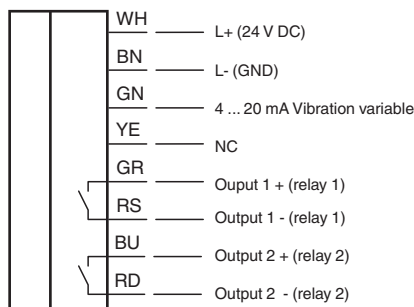 WH L+ (24 V DC)
BN L- (GND)
GN 4 ... 20 mA Vibration variable
YE NC
GR Ouput 1 + (relay 1)
RS Output 1 - (relay 1)
BU Output 2 + (relay 2)
RD Output 2 - (relay 2)